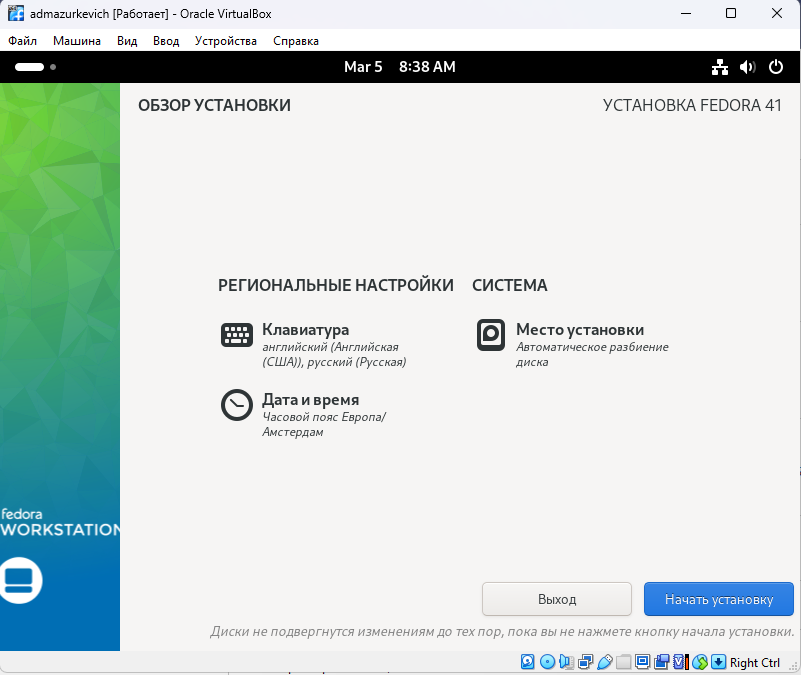 admazurkevich [Работает] - Oracle VirtualBox
Файл Машина Вид Ввод Устройства Справка
Mar 5 8:38 AM
ОБЗОР УСТАНОВКИ
УСТАНОВКА FEDORA 41
РЕГИОНАЛЬНЫЕ НАСТРОЙКИ
Клавиатура
английский (Английская
(США)), русский (Русская)
Дата и время
Часовой пояс Европа/
Амстердам
СИСТЕМА
Место установки
Автоматическое разбиение
диска
fedora
WORKSTATION
Выход
Начать установку
Диски не подвергнутся изменениям до тех пор, пока вы не нажмете кнопку начала установки.
Right Ctrl